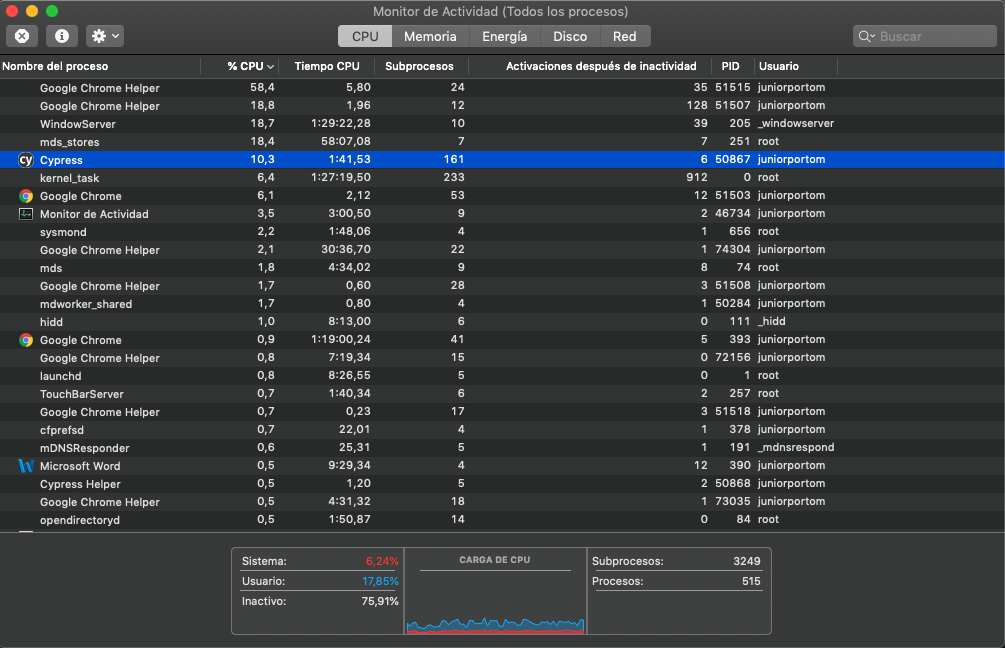 Monitor de Actividad (Todos los procesos)
CPU Memoria Energía Disco Red Buscar
Nombre del proceso % CPU Tiempo CPU Subprocesos Activaciones después de inactividad PID Usuario
Google Chrome Helper 58,4 5,80 24 35 51515 juniorportom
Google Chrome Helper 18,8 1,96 12 128 51507 juniorportom
WindowServer 18,7 1:29:22,28 10 39 205 _windowserver
mds_stores 18,4 58:07,08 7 7 251 root
cy Cypress 10,3 1:41,53 161 6 50867 juniorportom
kernel_task 6,4 1:27:19,50 233 912 0 root
Google Chrome 6,1 2,12 53 12 51503 juniorportom
Monitor de Actividad 3,5 3:00,50 9 2 46734 juniorportom
sysmond 2,2 1:48,06 4 1 656 root
Google Chrome Helper 2,1 30:36,70 22 1 74304 juniorportom
mds 1,8 4:34,02 9 8 74 root
Google Chrome Helper 1,7 0,60 28 3 51508 juniorportom
mdworker_shared 1,7 0,80 4 1 50284 juniorportom
hidd 1,0 8:13,00 6 0 111 _hidd
Google Chrome 0,9 1:19:00,24 41 5 393 juniorportom
Google Chrome Helper 0,8 7:19,34 15 0 72156 juniorportom
launchd 0,8 8:26,55 5 0 1 root
TouchBarServer 0,7 1:40,34 6 2 257 root
Google Chrome Helper 0,7 0,23 17 3 51518 juniorportom
cfprefsd 0,7 22,01 4 1 378 juniorportom
mDNSResponder 0,6 25,31 5 1 191 _mdnsrespond
Microsoft Word 0,5 9:29,34 4 12 390 juniorportom
Cypress Helper 0,5 1,20 5 2 50868 juniorportom
Google Chrome Helper 0,5 4:31,32 18 1 73035 juniorportom
opendirectoryd 0,5 1:50,87 14 0 84 root
Sistema: 6,24% CARGA DE CPU Subprocesos: 3249
Usuario: 17,85% Procesos: 515
Inactivo: 75,91%